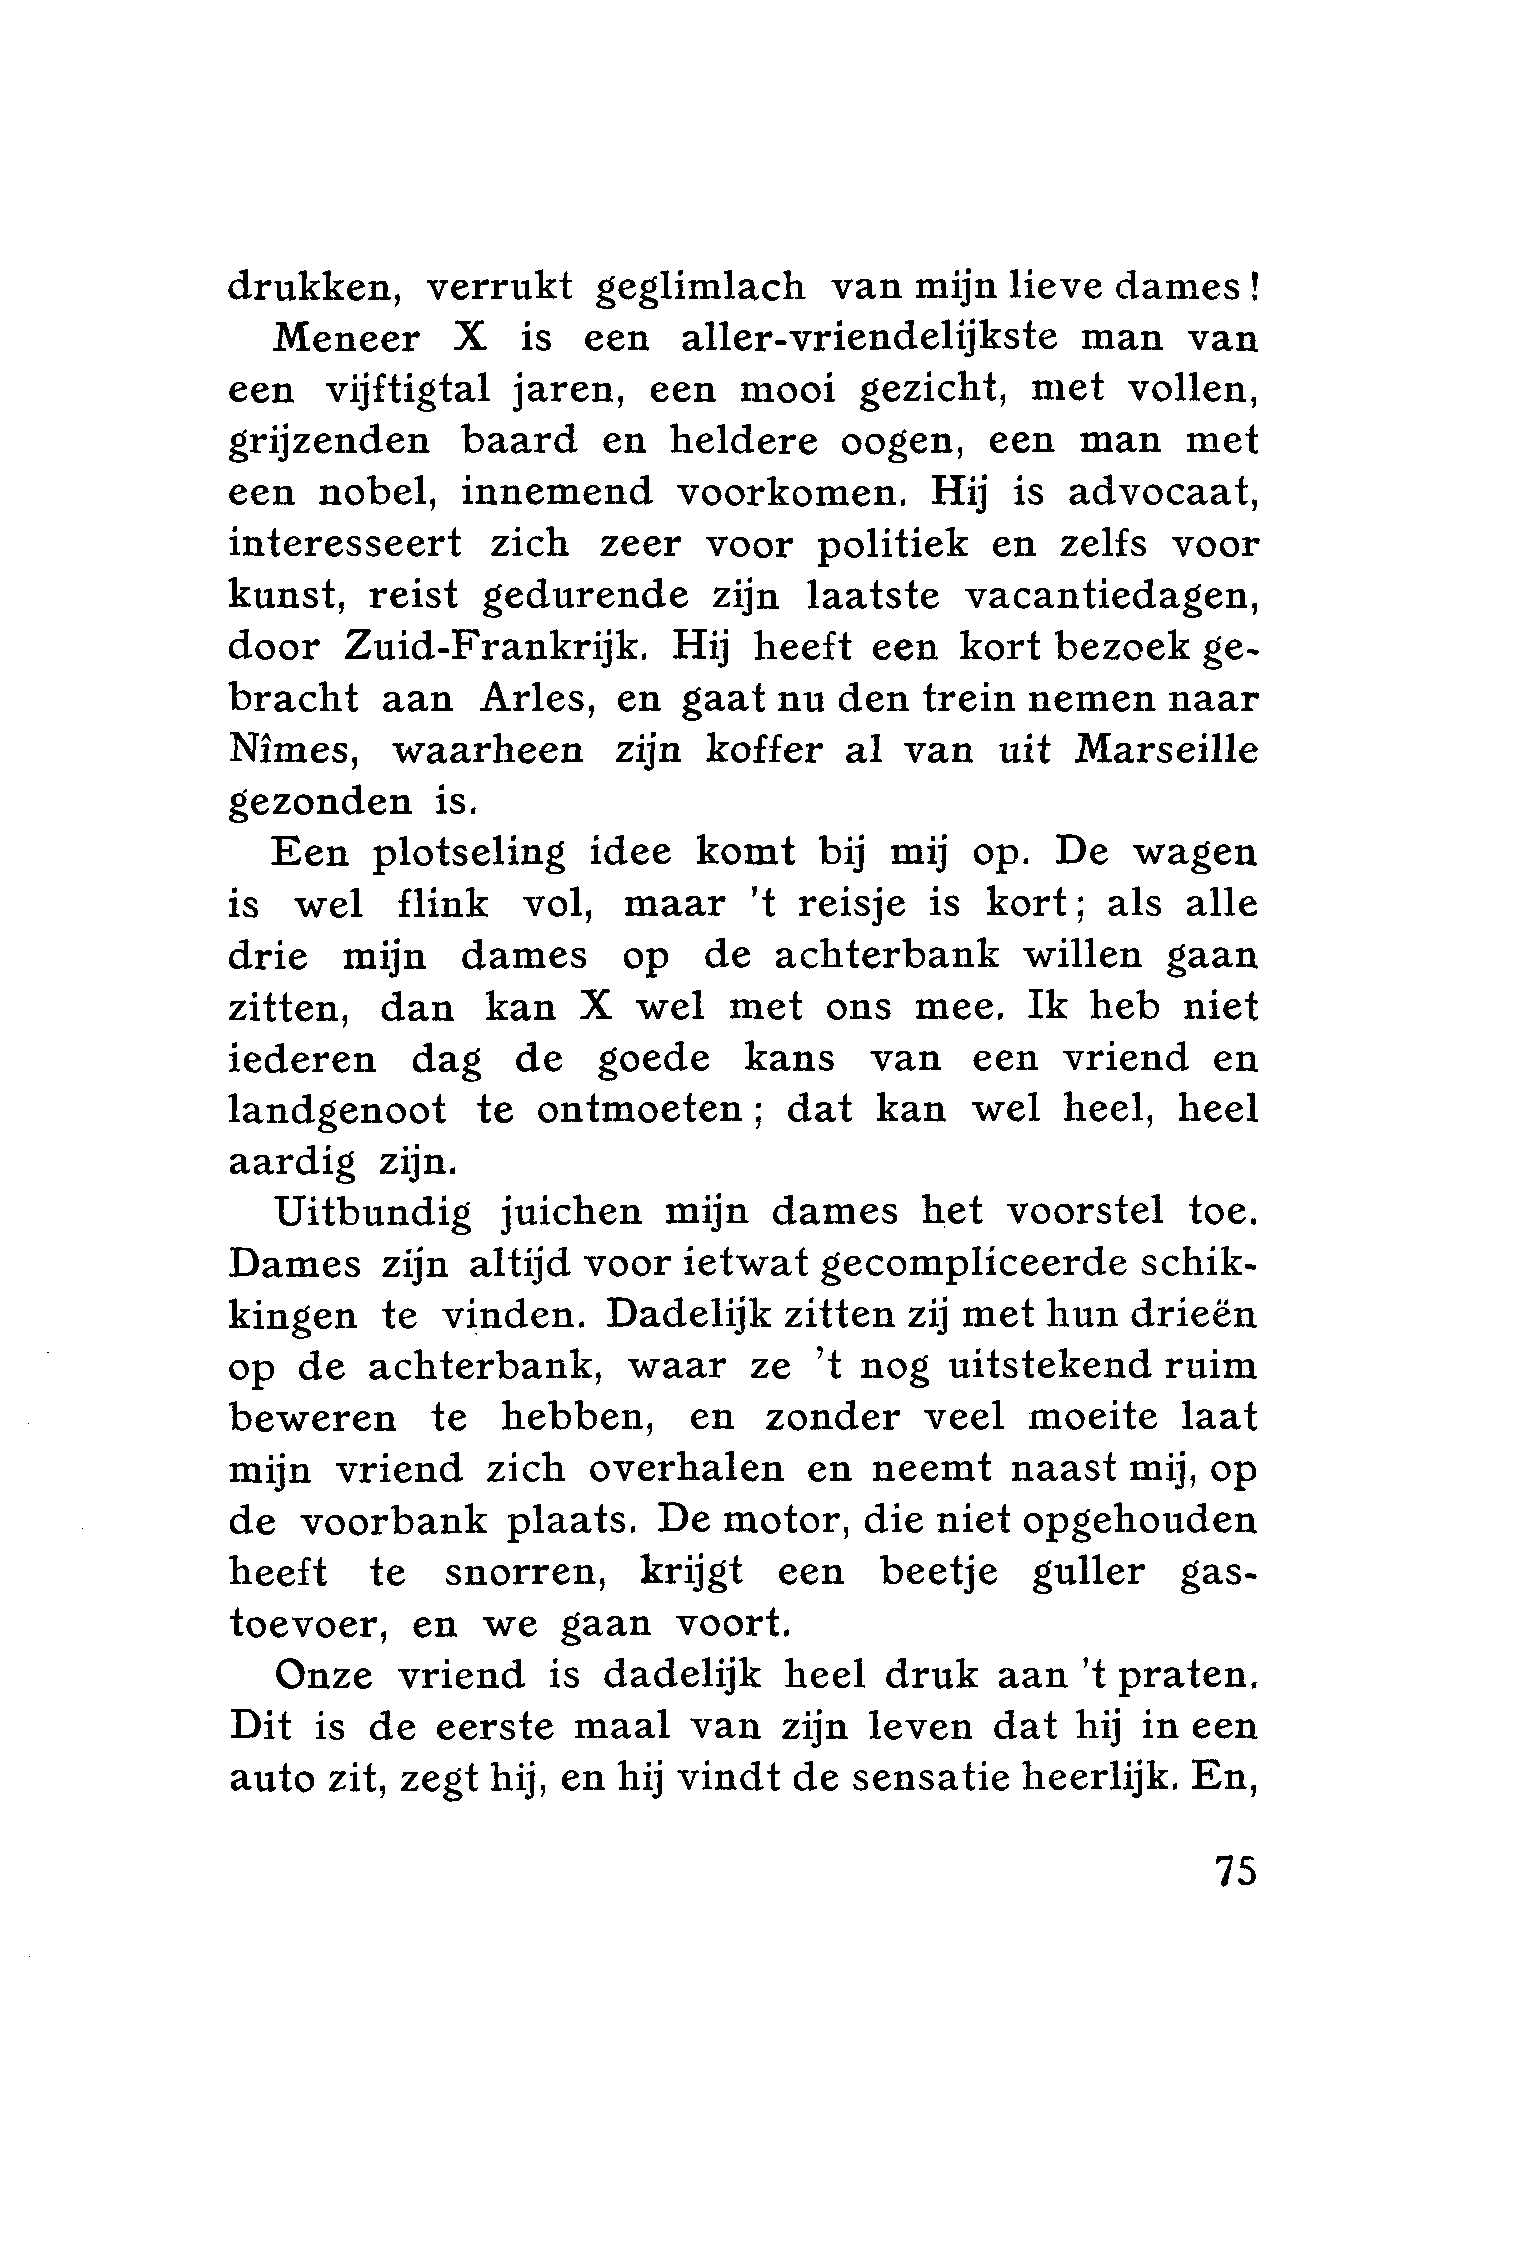 drukken, verrukt geglimlach van mijn lieve dames !
Meneer X is een aller-vriendelijkste man van
een vijftigtal jaren, een mooi gezicht, met vollen,
grijzenden baard en heldere oogen, een man met
een nobel, innemend voorkomen. Hij is advocaat,
interesseert zich zeer voor politiek en zelfs voor
kunst, reist gedurende zijn laatste vacantiedagen,
door Zuid-Frankrijk. Hij heeft een kort bezoek ge-
bracht aan Arles, en gaat nu den trein nemen naar
Nîmes, waarheen zijn koffer al van uit Marseille
gezonden is.
Een plotseling idee komt bij mij op. De wagen
is wel flink vol, maar 't reisje is kort ; als alle
drie mijn dames op de achterbank willen gaan
zitten, dan kan X wel met ons mee. Ik heb niet
iederen dag de goede kans van een vriend en
landgenoot te ontmoeten ; dat kan wel heel, heel
aardig zijn.
Uitbundig juichen mijn dames het voorstel toe.
Dames zijn altijd voor ietwat gecompliceerde schik-
kingen te vinden. Dadelijk zitten zij met hun drieën
op de achterbank, waar ze 't nog uitstekend ruim
beweren te hebben, en zonder veel moeite laat
mijn vriend zich overhalen en neemt naast mij, op
de voorbank plaats. De motor, die niet opgehouden
heeft te snorren, krijgt een beetje guller gas-
toevoer, en we gaan voort.
Onze vriend is dadelijk heel druk aan 't praten.
Dit is de eerste maal van zijn leven dat hij in een
auto zit, zegt hij, en hij vindt de sensatie heerlijk. En,
75